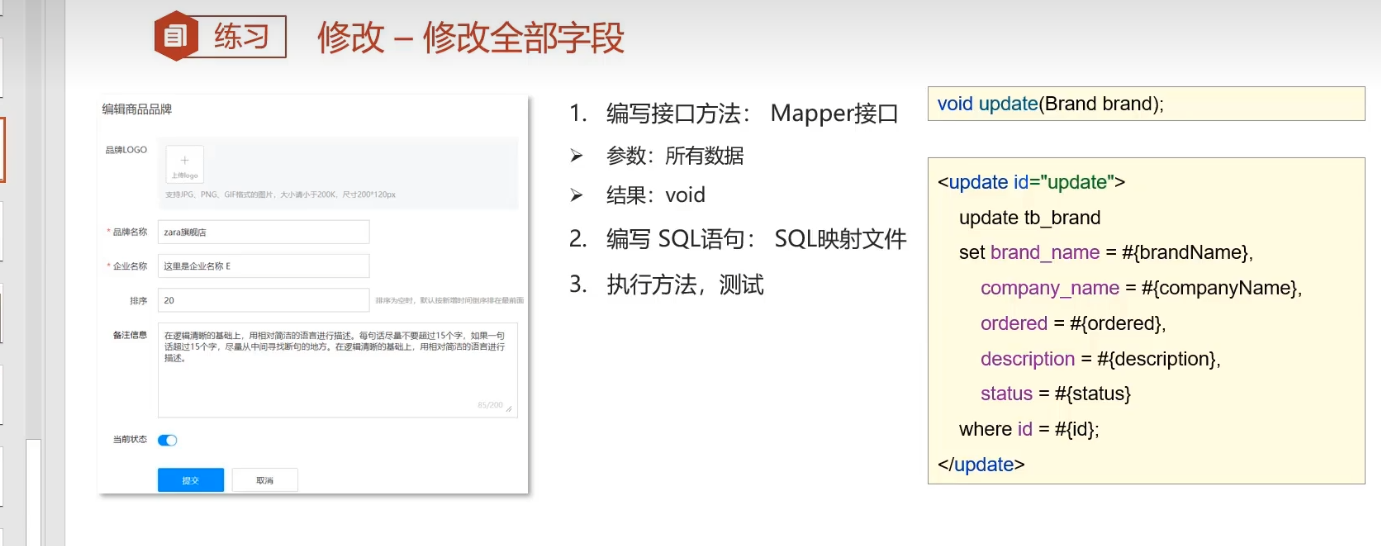 练习
修改 – 修改全部字段
编辑商品品牌
品牌LOGO
+
上传logo
支持JPG、PNG、GIF格式的图片，大小请小于200K，尺寸200*120px
* 品牌名称
zara旗舰店
* 企业名称
这里是企业名称 E
排序
20
排序为空时，默认按新增时间倒序排在最前面
备注信息
在逻辑清晰的基础上，用相对简洁的语言进行描述。每句话尽量不要超过15个字，如果一句
话超过15个字，尽量从中间寻找断句的地方。在逻辑清晰的基础上，用相对简洁的语言进行
描述。
85/200
当前状态
提交
取消
1. 编写接口方法： Mapper接口
➢ 参数：所有数据
➢ 结果：void
2. 编写 SQL语句： SQL映射文件
3. 执行方法，测试
void update(Brand brand);
<update id="update">
update tb_brand
set brand_name = #{brandName},
company_name = #{companyName},
ordered = #{ordered},
description = #{description},
status = #{status}
where id = #{id};
</update>